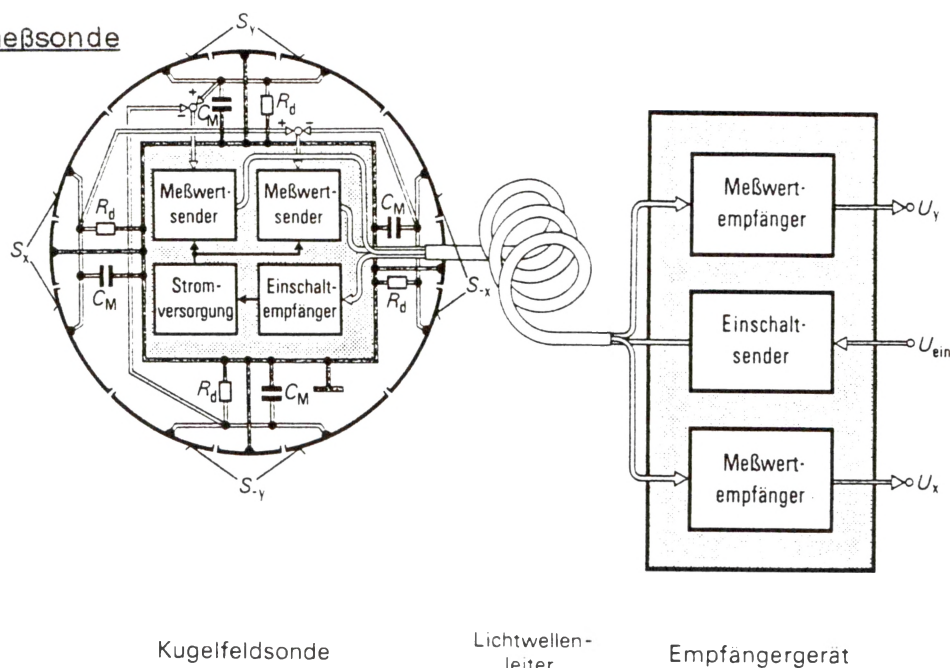 eßsonde
S_y
+
C_M
R_d
−
+
−
Meßwert-
sender
Meßwert-
sender
Meßwert-
empfänger
U_y
R_d
C_M
S_x
S_-x
C_M
Strom-
versorgung
Einschalt-
empfänger
R_d
Einschalt-
sender
U_ein
R_d
C_M
Meßwert-
empfänger
U_x
S_-y
Kugelfeldsonde
Lichtwellen-
leiter
Empfängergerät